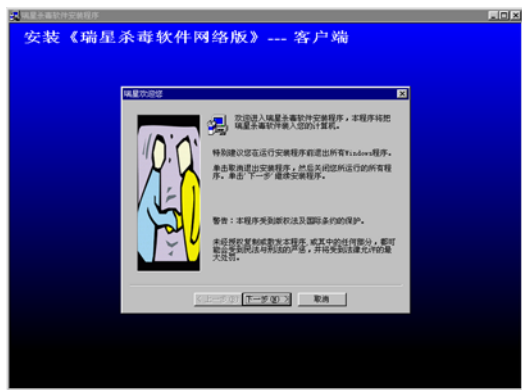 瑞星杀毒软件安装程序
安装《瑞星杀毒软件网络版》--- 客户端
瑞星欢迎您
欢迎进入瑞星杀毒软件安装程序，本程序将把
瑞星杀毒软件装入您的计算机。
特别建议您在运行安装程序前退出所有Windows程序。
单击取消退出安装程序，然后关闭您所运行的所有程
序。单击"下一步"继续安装程序。
警告：本程序受到版权法及国际条约的保护。
未经授权复制或散发本程序,或其中的任何部分，都可
能会受到民法与刑法的严惩，并将受到法律允许的最
大处罚。
< 上一步(B) 下一步(N) > 取消